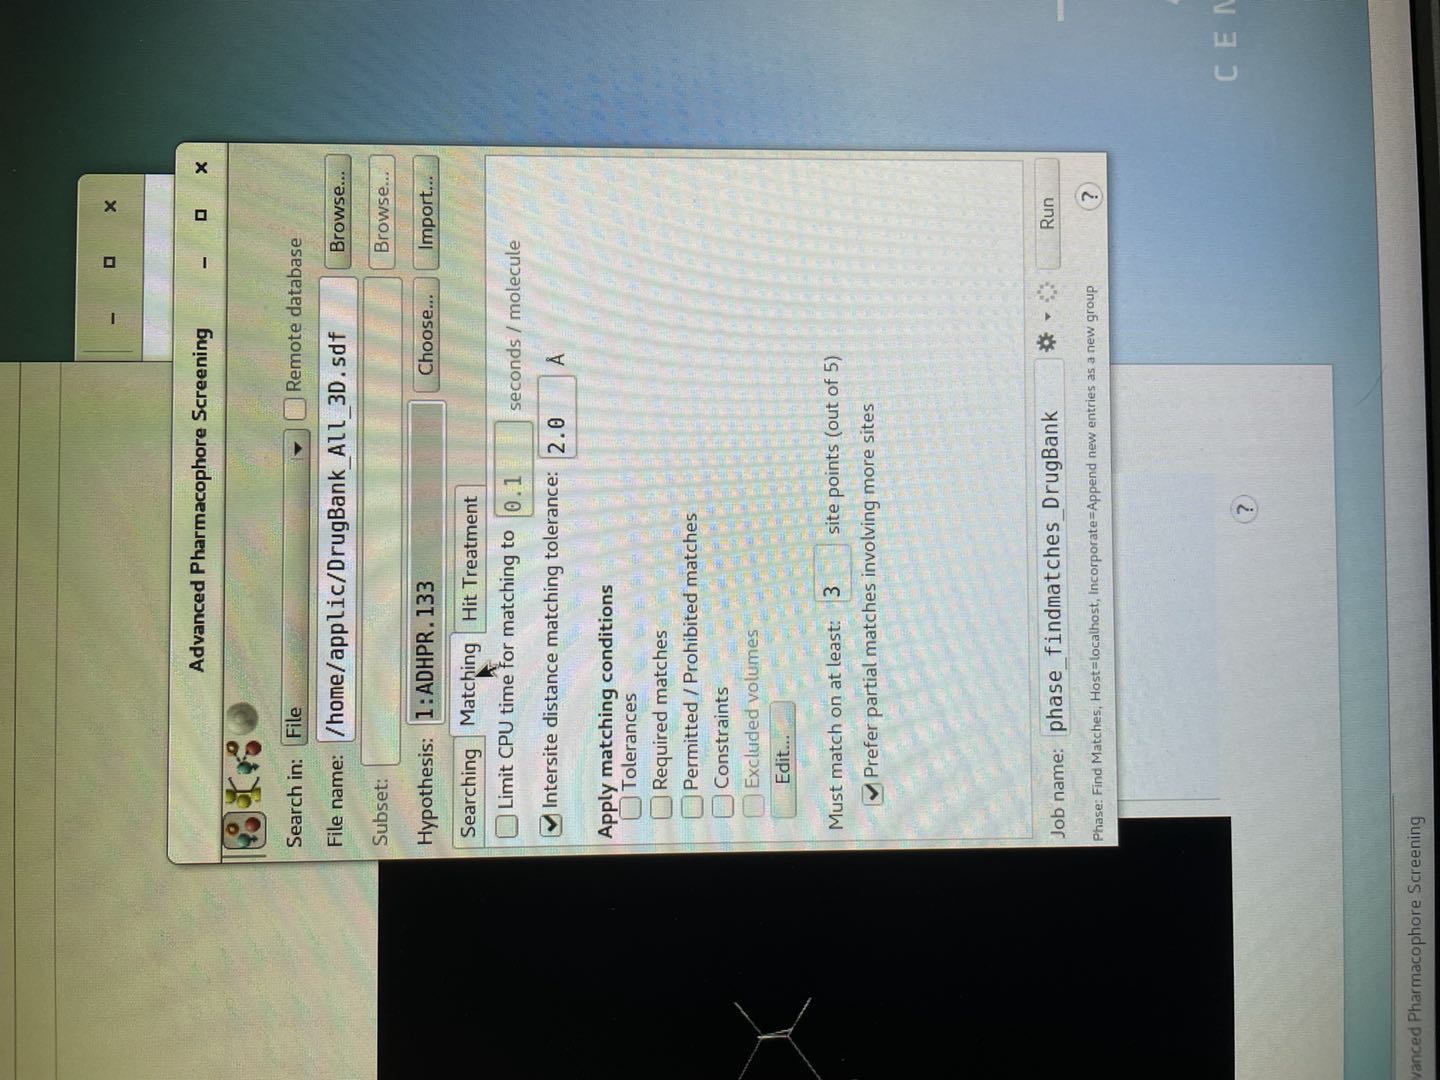 Advanced Pharmacophore Screening
Search in: File Remote database
File name: /home/applic/DrugBank_All_3D.sdf Browse...
Subset: Browse...
Hypothesis: 1:ADHPR.133 Choose... Import...
Searching Matching Hit Treatment
Limit CPU time for matching to 0.1 seconds / molecule
Intersite distance matching tolerance: 2.0 Å
Apply matching conditions
Tolerances
Required matches
Permitted / Prohibited matches
Constraints
Excluded volumes
Edit...
Must match on at least: 3 site points (out of 5)
Prefer partial matches involving more sites
Job name: phase_findmatches_DrugBank Run
Phase: Find Matches, Host=localhost, Incorporate=Append new entries as a new group ?
CEN
?
vanced Pharmacophore Screening